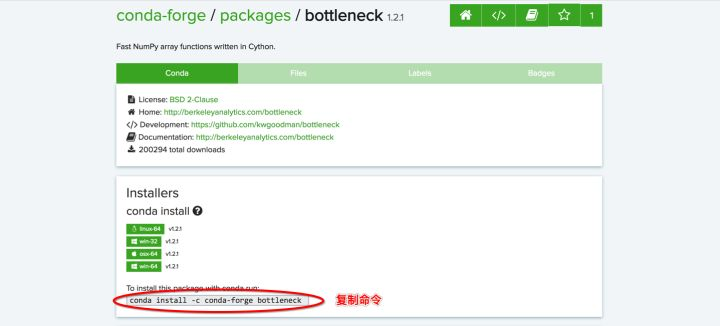 conda-forge / packages / bottleneck 1.2.1
1
Fast NumPy array functions written in Cython.
Conda Files Labels Badges
License: BSD 2-Clause
Home: http://berkeleyanalytics.com/bottleneck
</> Development: https://github.com/kwgoodman/bottleneck
Documentation: http://berkeleyanalytics.com/bottleneck
200294 total downloads
Installers
conda install ?
linux-64 v1.2.1
win-32 v1.2.1
osx-64 v1.2.1
win-64 v1.2.1
To install this package with conda run:
conda install -c conda-forge bottleneck 复制命令